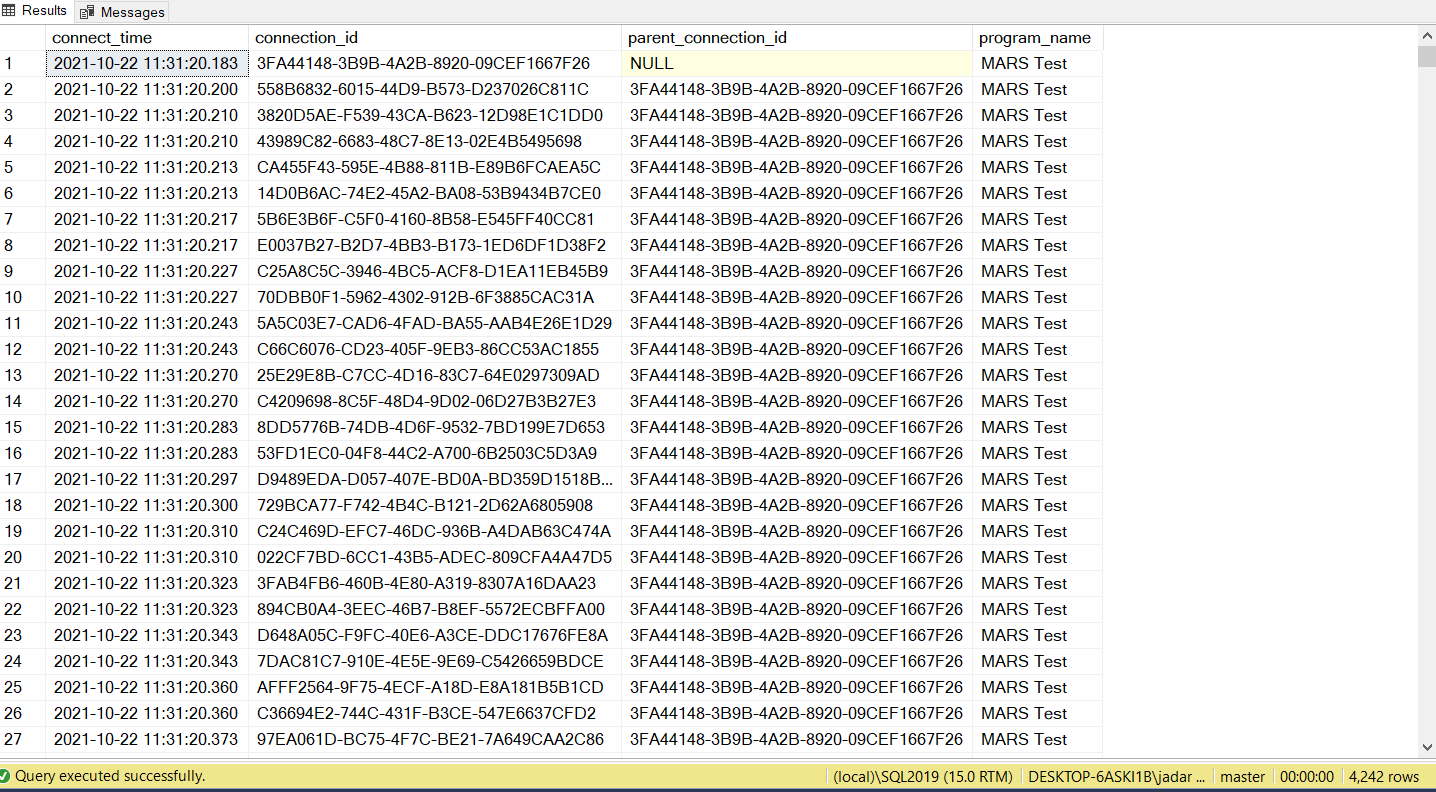 Results Messages
connect_time connection_id parent_connection_id program_name
1 2021-10-22 11:31:20.183 3FA44148-3B9B-4A2B-8920-09CEF1667F26 NULL MARS Test
2 2021-10-22 11:31:20.200 558B6832-6015-44D9-B573-D237026C811C 3FA44148-3B9B-4A2B-8920-09CEF1667F26 MARS Test
3 2021-10-22 11:31:20.210 3820D5AE-F539-43CA-B623-12D98E1C1DD0 3FA44148-3B9B-4A2B-8920-09CEF1667F26 MARS Test
4 2021-10-22 11:31:20.210 43989C82-6683-48C7-8E13-02E4B5495698 3FA44148-3B9B-4A2B-8920-09CEF1667F26 MARS Test
5 2021-10-22 11:31:20.213 CA455F43-595E-4B88-811B-E89B6FCAEA5C 3FA44148-3B9B-4A2B-8920-09CEF1667F26 MARS Test
6 2021-10-22 11:31:20.213 14D0B6AC-74E2-45A2-BA08-53B9434B7CE0 3FA44148-3B9B-4A2B-8920-09CEF1667F26 MARS Test
7 2021-10-22 11:31:20.217 5B6E3B6F-C5F0-4160-8B58-E545FF40CC81 3FA44148-3B9B-4A2B-8920-09CEF1667F26 MARS Test
8 2021-10-22 11:31:20.217 E0037B27-B2D7-4BB3-B173-1ED6DF1D38F2 3FA44148-3B9B-4A2B-8920-09CEF1667F26 MARS Test
9 2021-10-22 11:31:20.227 C25A8C5C-3946-4BC5-ACF8-D1EA11EB45B9 3FA44148-3B9B-4A2B-8920-09CEF1667F26 MARS Test
10 2021-10-22 11:31:20.227 70DBB0F1-5962-4302-912B-6F3885CAC31A 3FA44148-3B9B-4A2B-8920-09CEF1667F26 MARS Test
11 2021-10-22 11:31:20.243 5A5C03E7-CAD6-4FAD-BA55-AAB4E26E1D29 3FA44148-3B9B-4A2B-8920-09CEF1667F26 MARS Test
12 2021-10-22 11:31:20.243 C66C6076-CD23-405F-9EB3-86CC53AC1855 3FA44148-3B9B-4A2B-8920-09CEF1667F26 MARS Test
13 2021-10-22 11:31:20.270 25E29E8B-C7CC-4D16-83C7-64E0297309AD 3FA44148-3B9B-4A2B-8920-09CEF1667F26 MARS Test
14 2021-10-22 11:31:20.270 C4209698-8C5F-48D4-9D02-06D27B3B27E3 3FA44148-3B9B-4A2B-8920-09CEF1667F26 MARS Test
15 2021-10-22 11:31:20.283 8DD5776B-74DB-4D6F-9532-7BD199E7D653 3FA44148-3B9B-4A2B-8920-09CEF1667F26 MARS Test
16 2021-10-22 11:31:20.283 53FD1EC0-04F8-44C2-A700-6B2503C5D3A9 3FA44148-3B9B-4A2B-8920-09CEF1667F26 MARS Test
17 2021-10-22 11:31:20.297 D9489EDA-D057-407E-BD0A-BD359D1518B... 3FA44148-3B9B-4A2B-8920-09CEF1667F26 MARS Test
18 2021-10-22 11:31:20.300 729BCA77-F742-4B4C-B121-2D62A6805908 3FA44148-3B9B-4A2B-8920-09CEF1667F26 MARS Test
19 2021-10-22 11:31:20.310 C24C469D-EFC7-46DC-936B-A4DAB63C474A 3FA44148-3B9B-4A2B-8920-09CEF1667F26 MARS Test
20 2021-10-22 11:31:20.310 022CF7BD-6CC1-43B5-ADEC-809CFA4A47D5 3FA44148-3B9B-4A2B-8920-09CEF1667F26 MARS Test
21 2021-10-22 11:31:20.323 3FAB4FB6-460B-4E80-A319-8307A16DAA23 3FA44148-3B9B-4A2B-8920-09CEF1667F26 MARS Test
22 2021-10-22 11:31:20.323 894CB0A4-3EEC-46B7-B8EF-5572ECBFFA00 3FA44148-3B9B-4A2B-8920-09CEF1667F26 MARS Test
23 2021-10-22 11:31:20.343 D648A05C-F9FC-40E6-A3CE-DDC17676FE8A 3FA44148-3B9B-4A2B-8920-09CEF1667F26 MARS Test
24 2021-10-22 11:31:20.343 7DAC81C7-910E-4E5E-9E69-C5426659BDCE 3FA44148-3B9B-4A2B-8920-09CEF1667F26 MARS Test
25 2021-10-22 11:31:20.360 AFFF2564-9F75-4ECF-A18D-E8A181B5B1CD 3FA44148-3B9B-4A2B-8920-09CEF1667F26 MARS Test
26 2021-10-22 11:31:20.360 C36694E2-744C-431F-B3CE-547E6637CFD2 3FA44148-3B9B-4A2B-8920-09CEF1667F26 MARS Test
27 2021-10-22 11:31:20.373 97EA061D-BC75-4F7C-BE21-7A649CAA2C86 3FA44148-3B9B-4A2B-8920-09CEF1667F26 MARS Test
Query executed successfully. (local)\SQL2019 (15.0 RTM) DESKTOP-6ASKI1B\jadar ... master 00:00:00 4,242 rows